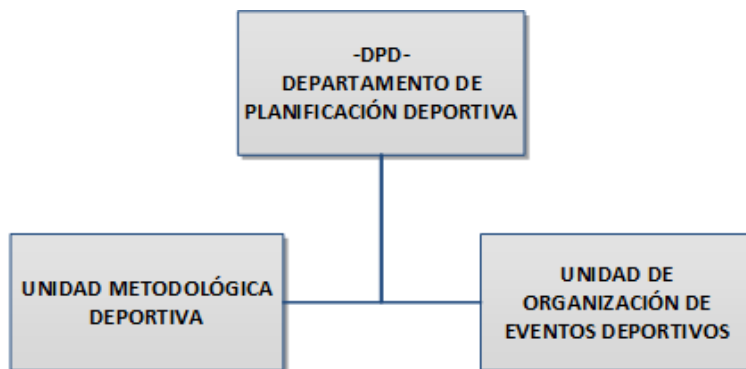 -DPD-
DEPARTAMENTO DE
PLANIFICACIÓN DEPORTIVA
UNIDAD METODOLÓGICA
DEPORTIVA
UNIDAD DE
ORGANIZACIÓN DE
EVENTOS DEPORTIVOS